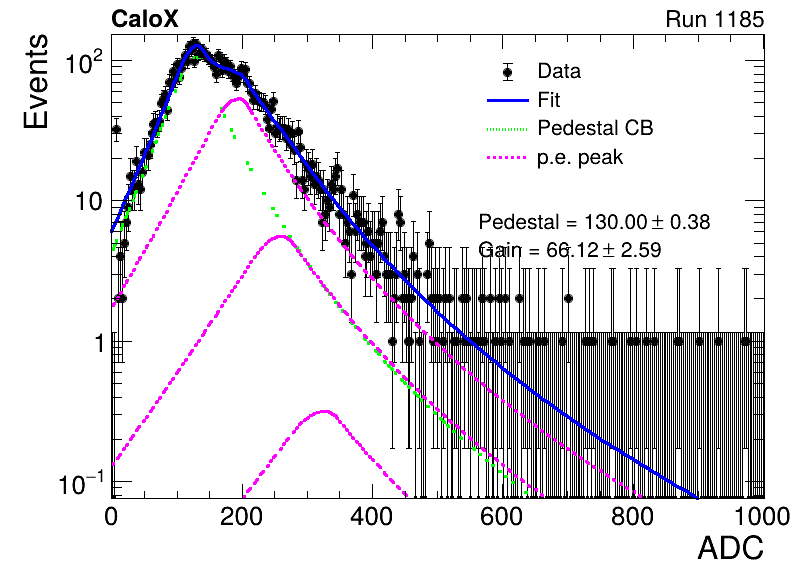 CaloX Run 1185
Events
10²
10
1
10⁻¹
Data
Fit
Pedestal CB
p.e. peak
Pedestal = 130.00 ± 0.38
Gain = 66.12 ± 2.59
0 200 400 600 800 1000
ADC